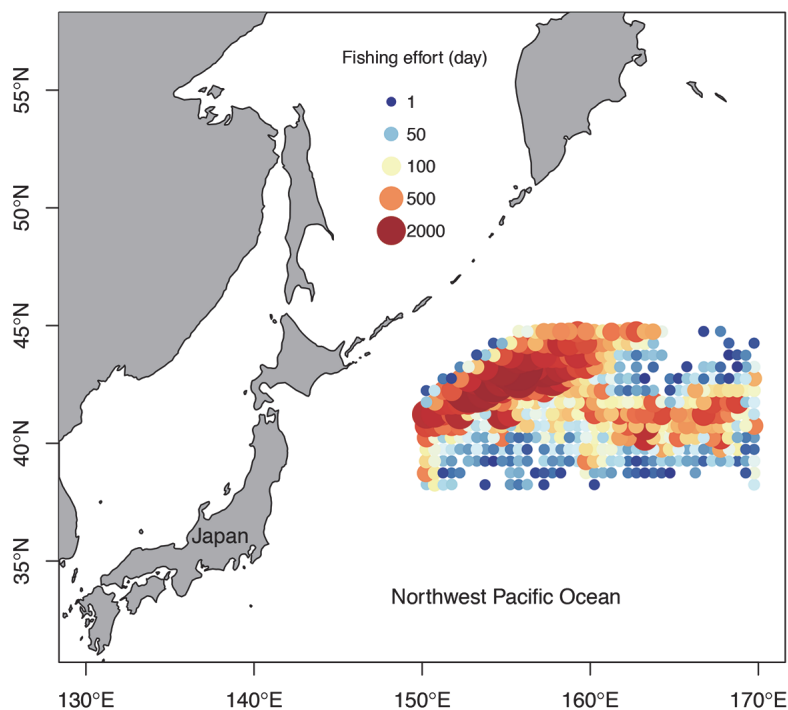 Fishing effort (day)
1
50
100
500
2000
55°N
50°N
45°N
40°N
35°N
Japan
Northwest Pacific Ocean
130°E
140°E
150°E
160°E
170°E